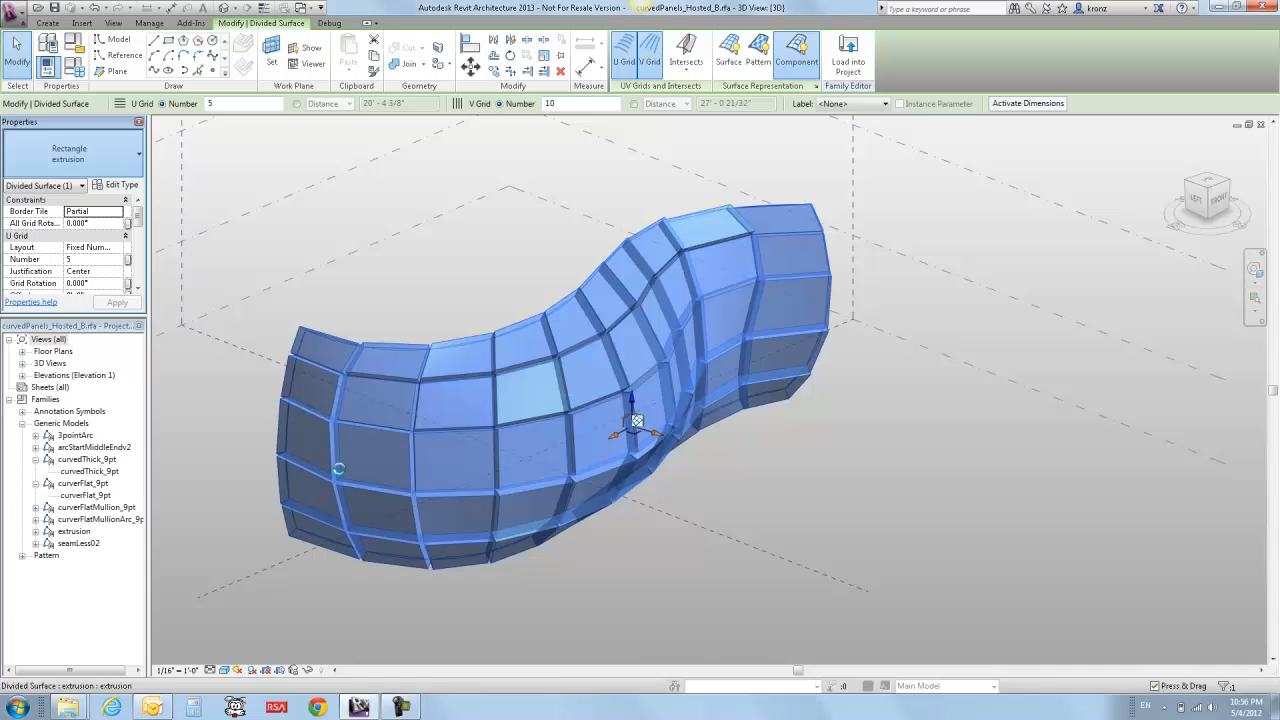 Autodesk Revit Architecture 2013 - Not For Resale Version - curvedPanels_Hosted_B.rfa - 3D View: {3D}
Type a keyword or phrase
kronz
Create Insert View Manage Add-Ins Modify | Divided Surface Debug
Modify
Model
Reference
Plane
Set
Show
Viewer
Paste
Cut
Join
U Grid V Grid Intersects
Surface Pattern Component
Load into
Project
Select Properties Draw Work Plane Clipboard Geometry Modify Measure UV Grids and Intersects Surface Representation Family Editor
Modify | Divided Surface U Grid Number 5 Distance 20' - 4 3/8" V Grid Number 10 Distance 27' - 0 21/32" Label: <None> Instance Parameter Activate Dimensions
Properties
Rectangle
extrusion
Divided Surface (1) Edit Type
Constraints
Border Tile Partial
All Grid Rota... 0.000°
U Grid
Layout Fixed Num...
Number 5
Justification Center
Grid Rotation 0.000°
Properties help Apply
curvedPanels_Hosted_B.rfa - Project...
Views (all)
Floor Plans
3D Views
Elevations (Elevation 1)
Sheets (all)
Families
Annotation Symbols
Generic Models
3pointArc
arcStartMiddleEndv2
curvedThick_9pt
curvedThick_9pt
curverFlat_9pt
curverFlat_9pt
curverFlatMullion_9pt
curverFlatMullionArc_9p
extrusion
seamLess02
Pattern
LEFT FRONT
1/16" = 1'-0"
Divided Surface : extrusion : extrusion
:0 Main Model Press & Drag :1
RSA
EN 10:56 PM
5/4/2012